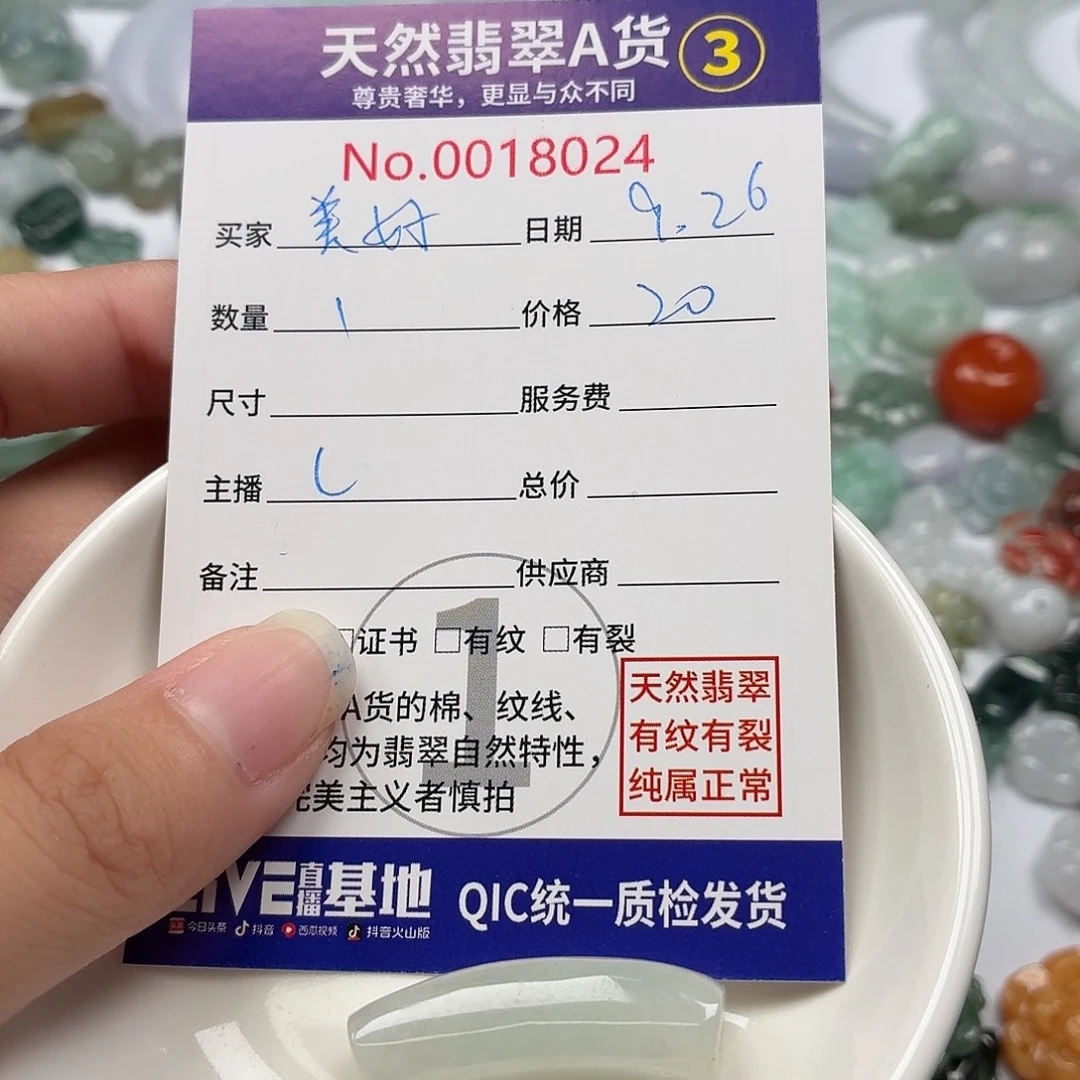 天然翡翠A货 3
尊贵奢华，更显与众不同
No.0018024
买家 美好 日期 9.26
数量 1 价格 20
尺寸 服务费
主播 L 总价
备注 供应商
1
□证书 □有纹 □有裂
A货的棉、纹线、
均为翡翠自然特性，
完美主义者慎拍
天然翡翠
有纹有裂
纯属正常
LIVE直播基地 QIC统一质检发货
今日头条 抖音 西瓜视频 抖音火山版